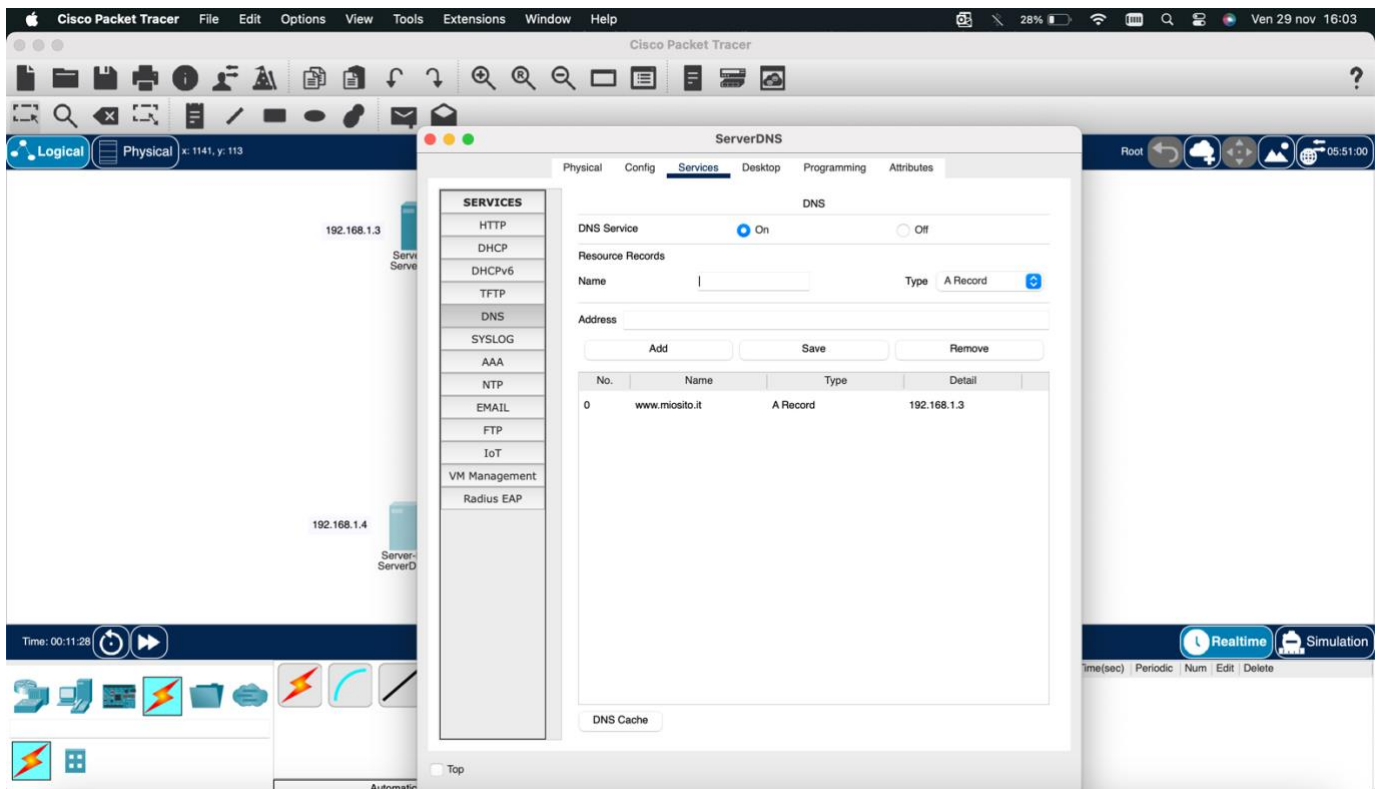 Cisco Packet Tracer File Edit Options View Tools Extensions Window Help 28% Ven 29 nov 16:03
Cisco Packet Tracer
?
Logical Physical x: 1141, y: 113 Root 05:51:00
ServerDNS
Physical Config Services Desktop Programming Attributes
192.168.1.3
192.168.1.4
SERVICES
HTTP
DHCP
DHCPv6
TFTP
DNS
SYSLOG
AAA
NTP
EMAIL
FTP
IoT
VM Management
Radius EAP
DNS
DNS Service On Off
Resource Records
Name Type A Record
Address
Add Save Remove
No. Name Type Detail
0 www.miosito.it A Record 192.168.1.3
DNS Cache
Top
Time: 00:11:28 Realtime Simulation
Periodic Num Edit Delete